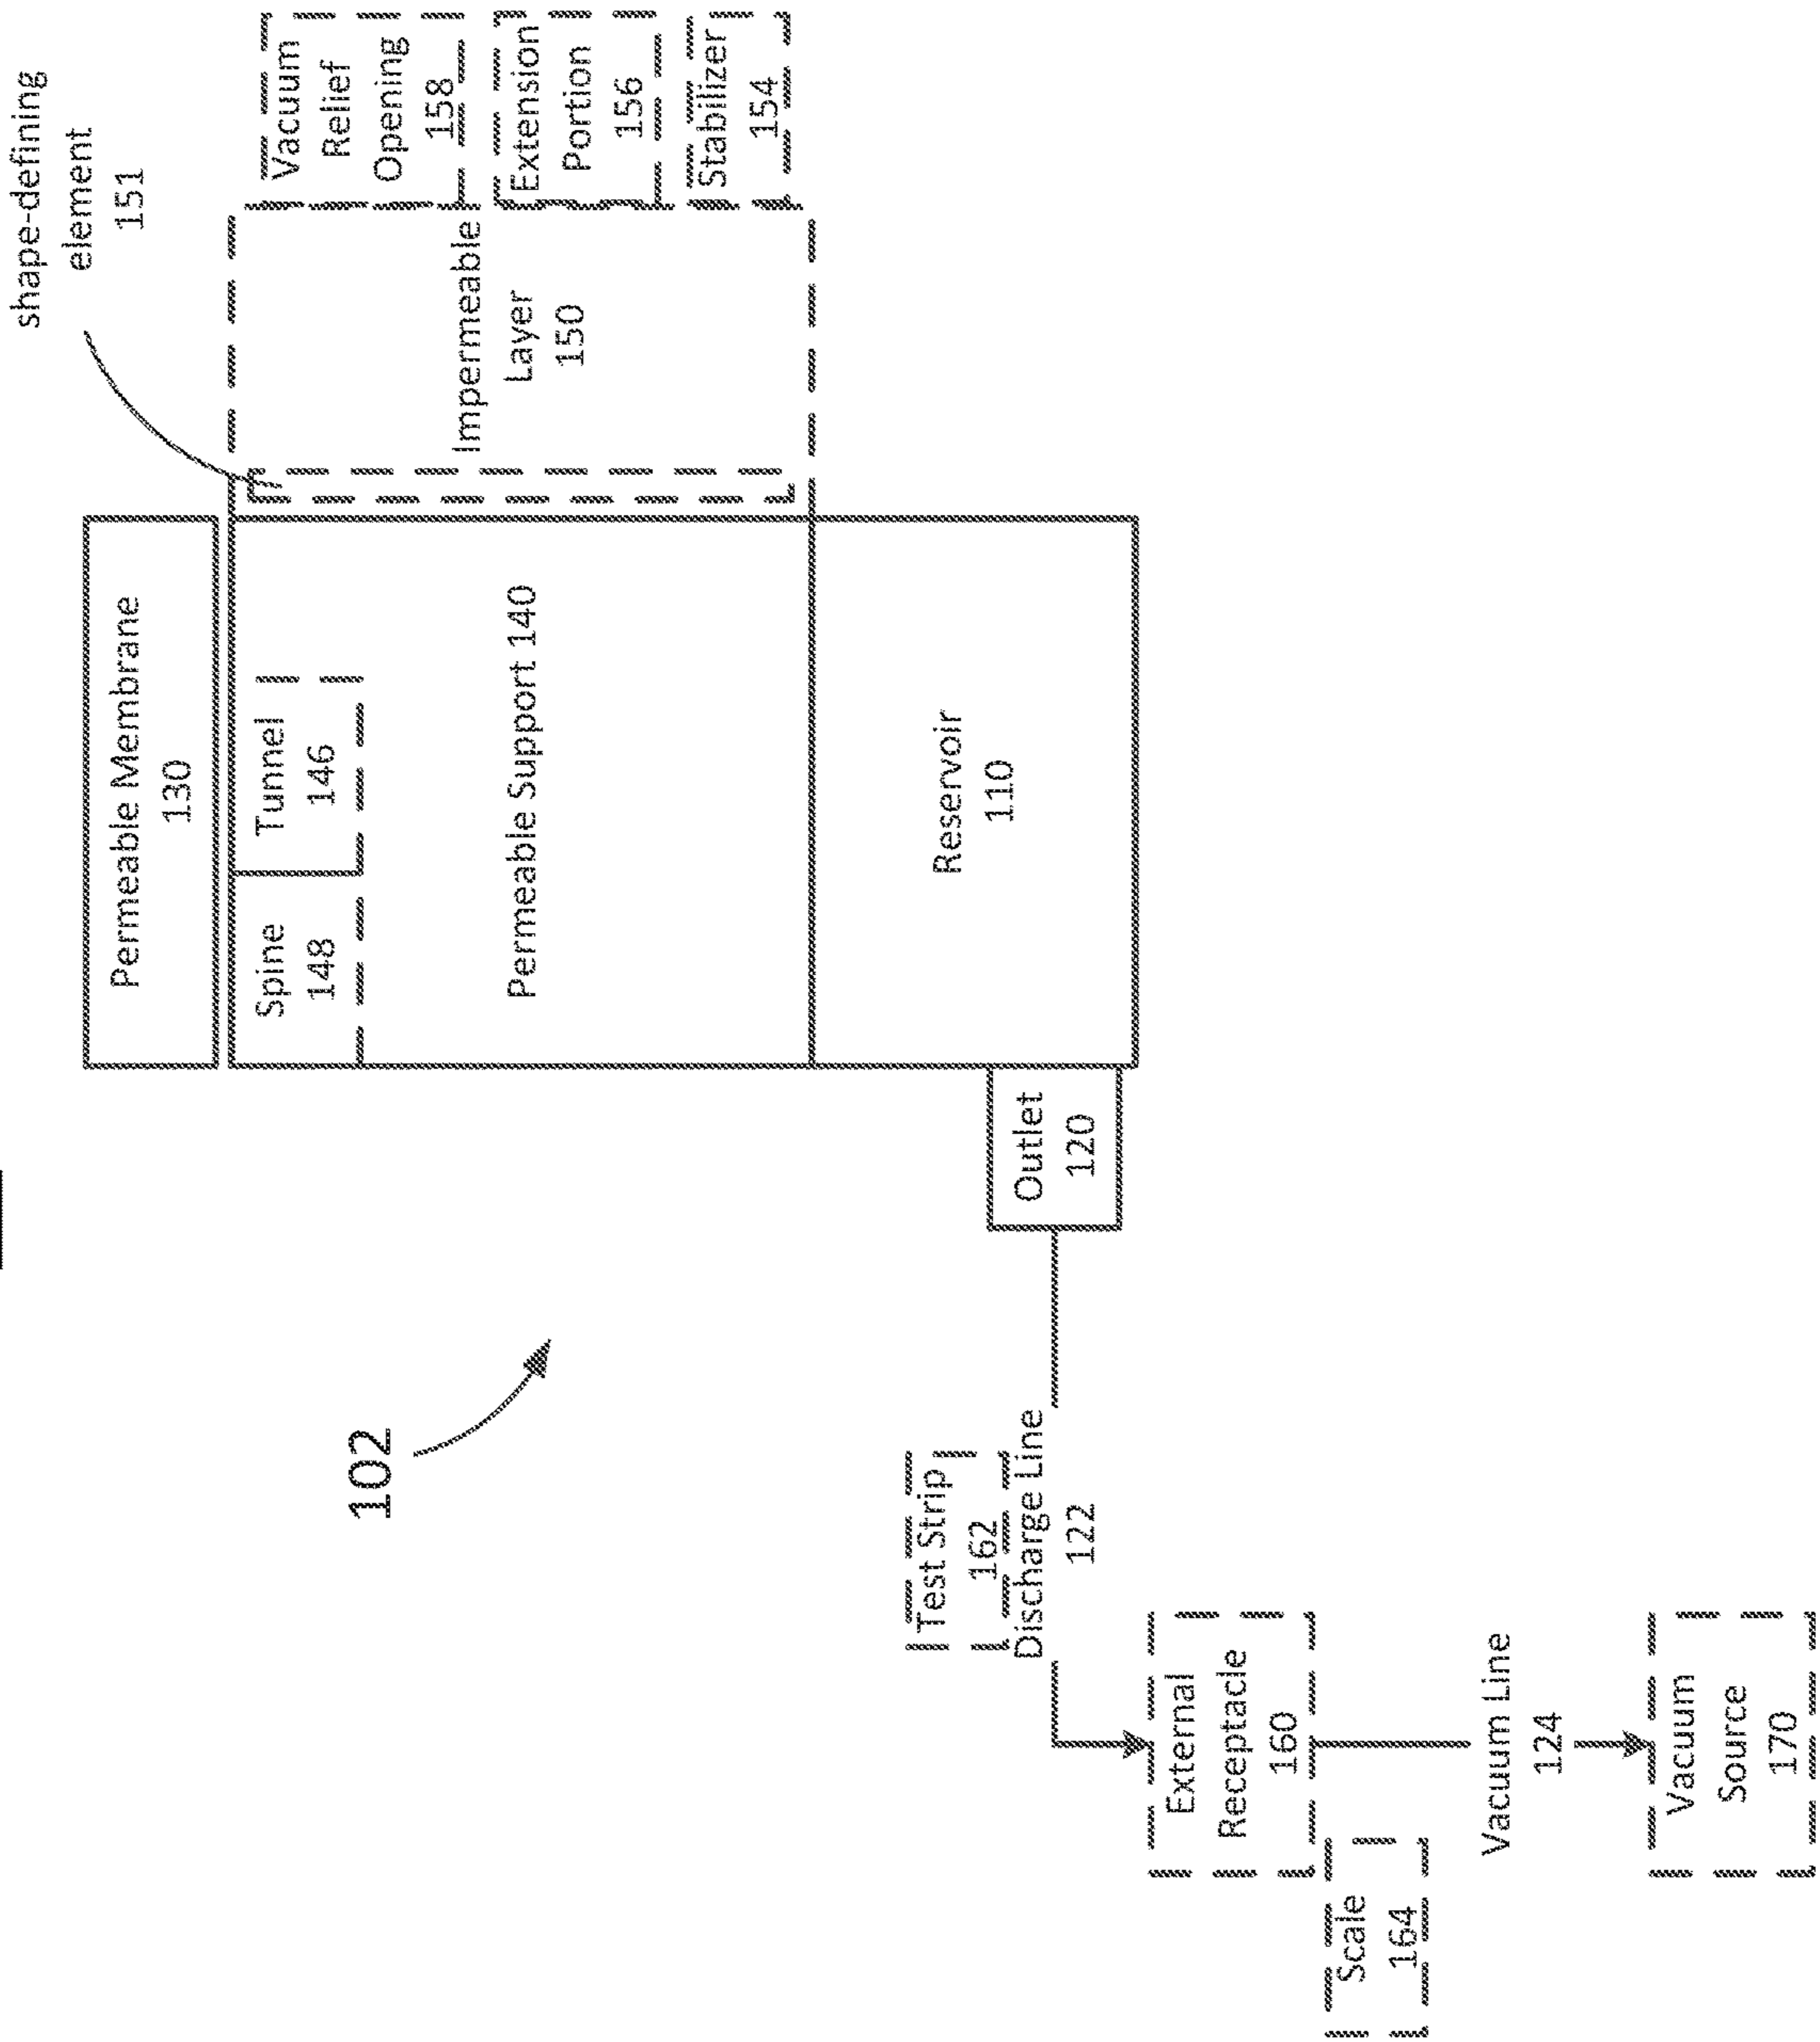 shape-defining
element
151
Permeable Membrane
130
Spine
148
Tunnel
146
Vacuum
Relief
Opening
158
102
Impermeable
Layer
150
Permeable Support 140
Extension
Portion
156
Stabilizer
154
Test Strip
162
Reservoir
110
Discharge Line
122
Outlet
120
External
Receptacle
160
Scale
164
Vacuum Line
124
Vacuum
Source
170